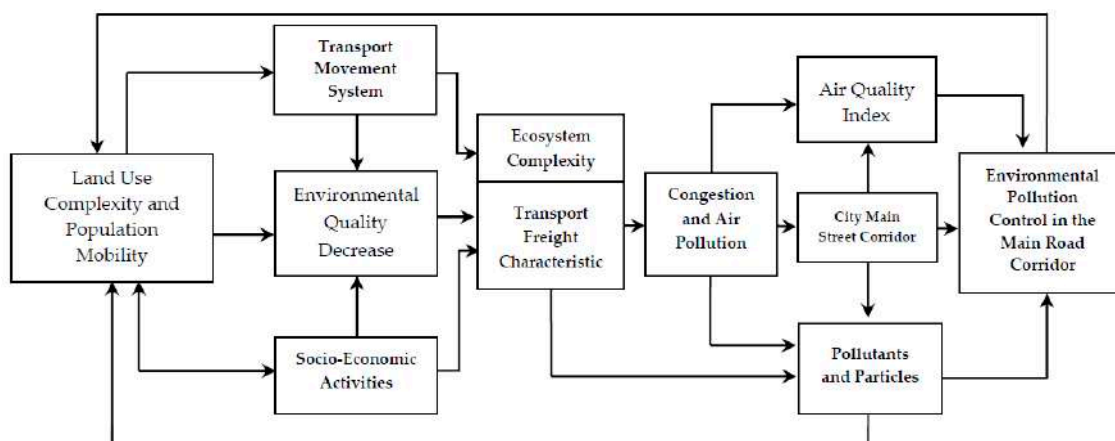 Transport
Movement
System
Air Quality
Index
Ecosystem
Complexity
Land Use
Complexity and
Population
Mobility
Environmental
Quality
Decrease
Transport
Freight
Characteristic
Congestion
and Air
Pollution
City Main
Street Corridor
Environmental
Pollution
Control in the
Main Road
Corridor
Socio-Economic
Activities
Pollutants
and Particles